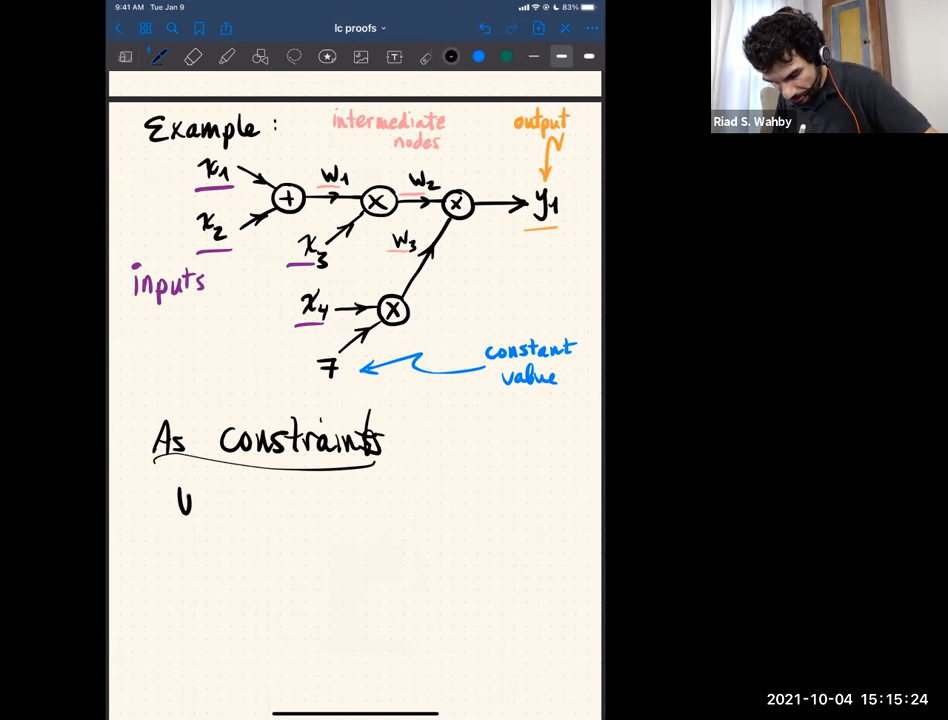 9:41 AM Tue Jan 9
83%
lc proofs
Example :
intermediate
nodes
output
x1
x2
+
w1
x
w2
x
y1
x3
w3
inputs
x4
x
7
constant
value
As constraints
Riad S. Wahby
2021-10-04 15:15:24